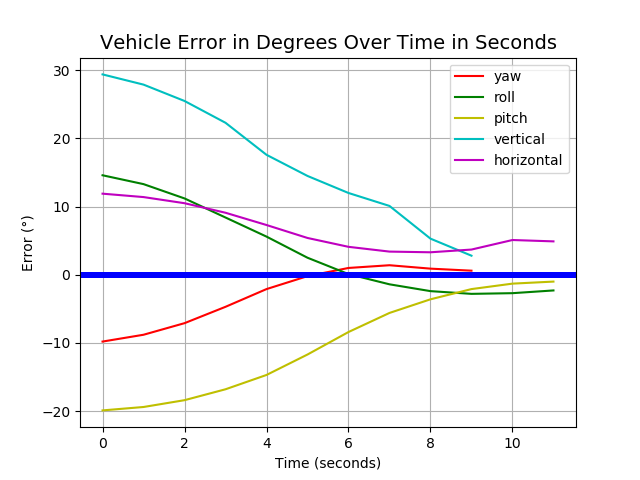 Vehicle Error in Degrees Over Time in Seconds
yaw
roll
pitch
vertical
horizontal
30
20
10
0
−10
−20
Error (°)
0 2 4 6 8 10
Time (seconds)